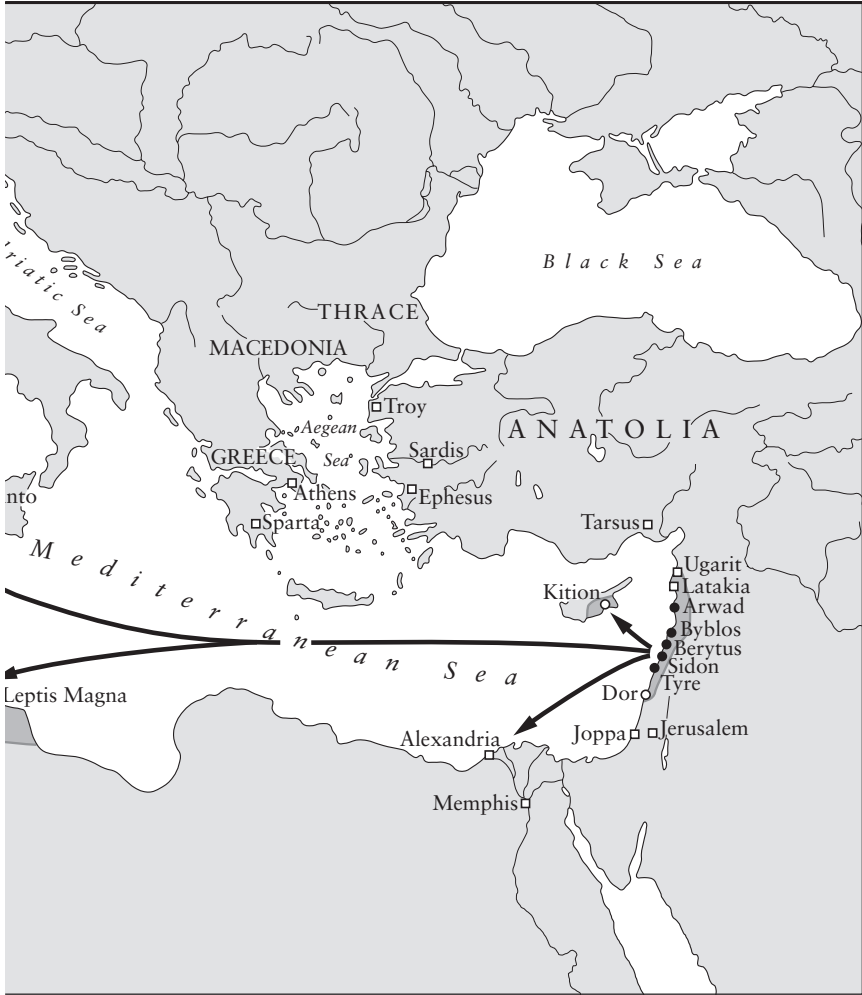 Black Sea
riatic Sea
THRACE
MACEDONIA
Troy
Aegean
Sea
ANATOLIA
GREECE
Sardis
Athens
Ephesus
nto
Sparta
Tarsus
Mediterranean Sea
Ugarit
Latakia
Kition
Arwad
Byblos
Berytus
Sidon
Tyre
Dor
Leptis Magna
Joppa
Jerusalem
Alexandria
Memphis